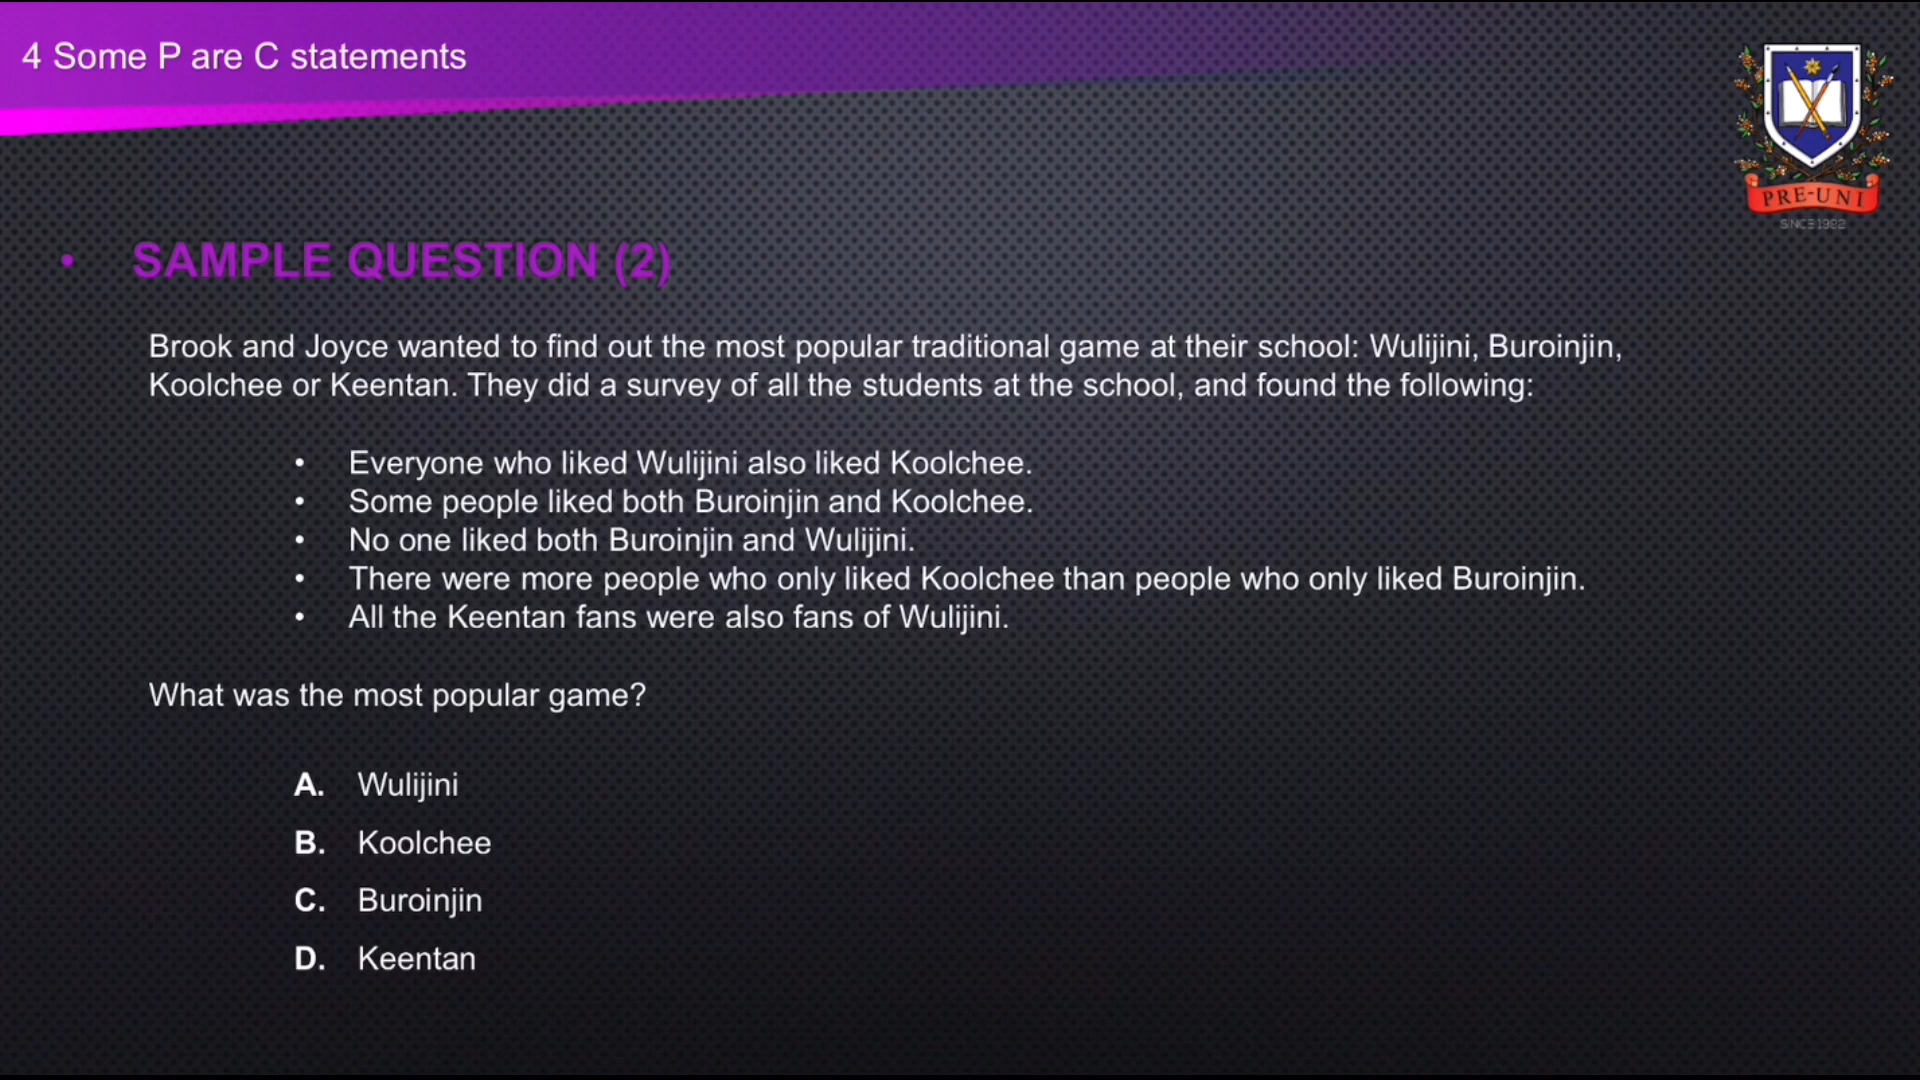 4 Some P are C statements
PRE-UNI
SINCE 1992
• SAMPLE QUESTION (2)
Brook and Joyce wanted to find out the most popular traditional game at their school: Wulijini, Buroinjin,
Koolchee or Keentan. They did a survey of all the students at the school, and found the following:
• Everyone who liked Wulijini also liked Koolchee.
• Some people liked both Buroinjin and Koolchee.
• No one liked both Buroinjin and Wulijini.
• There were more people who only liked Koolchee than people who only liked Buroinjin.
• All the Keentan fans were also fans of Wulijini.
What was the most popular game?
A. Wulijini
B. Koolchee
C. Buroinjin
D. Keentan